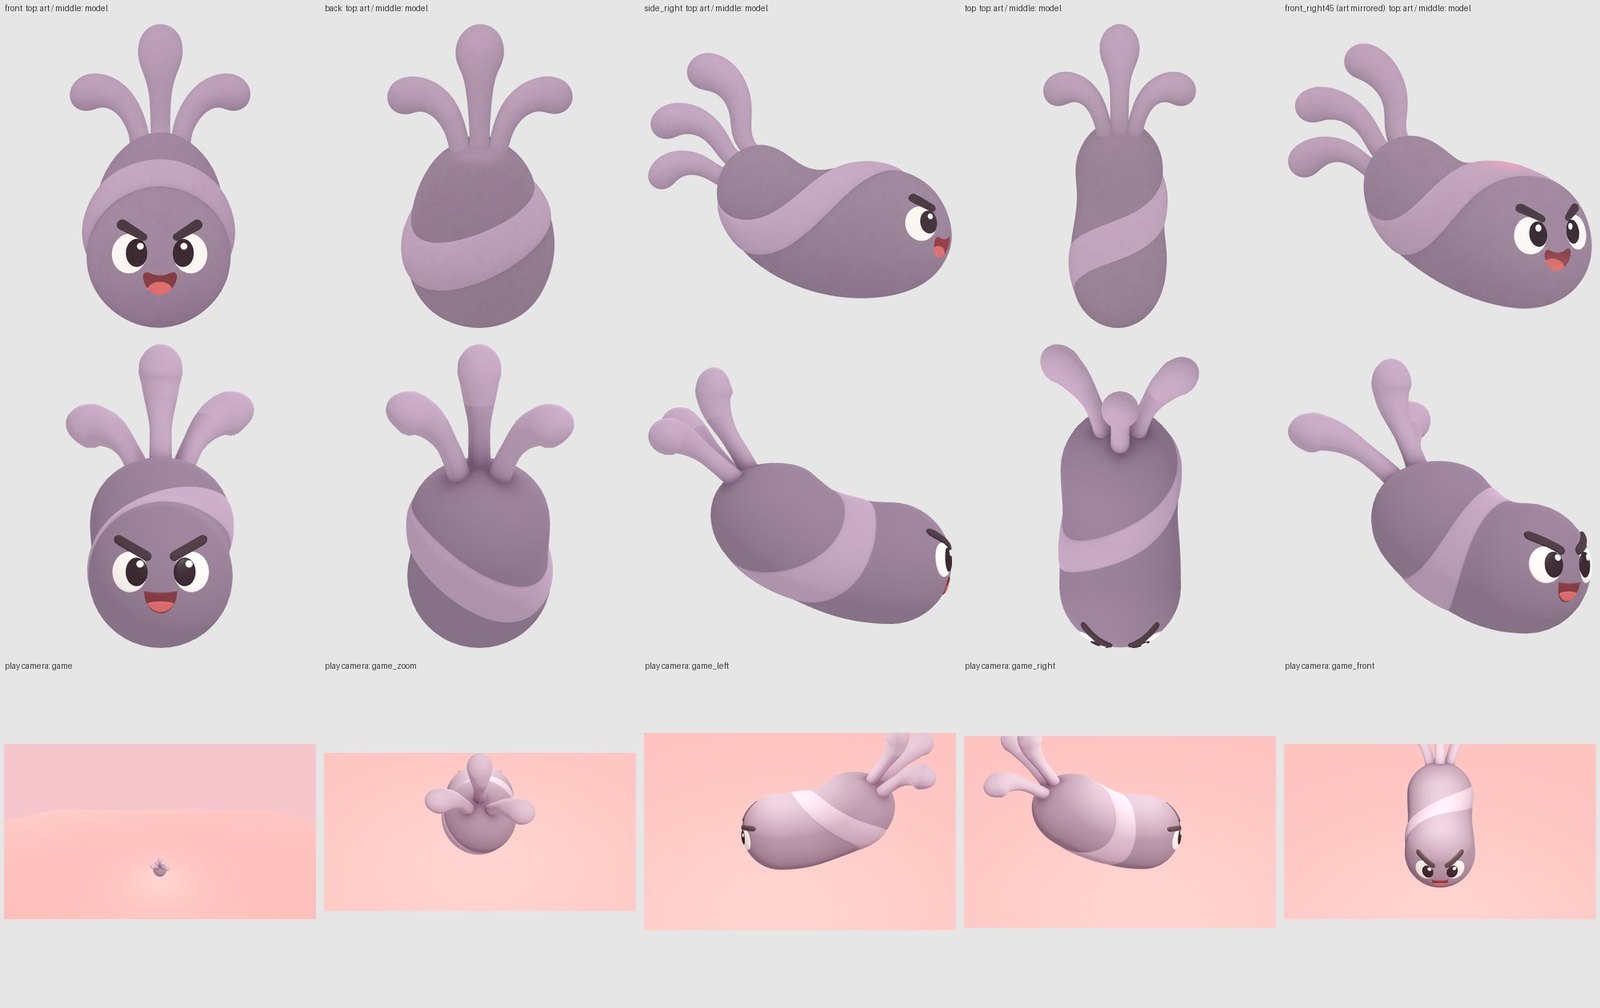 front top: art / middle: model
back top: art / middle: model
side_right top: art / middle: model
top top: art / middle: model
front_right45 (art mirrored) top: art / middle: model
play camera: game
play camera: game_zoom
play camera: game_left
play camera: game_right
play camera: game_front